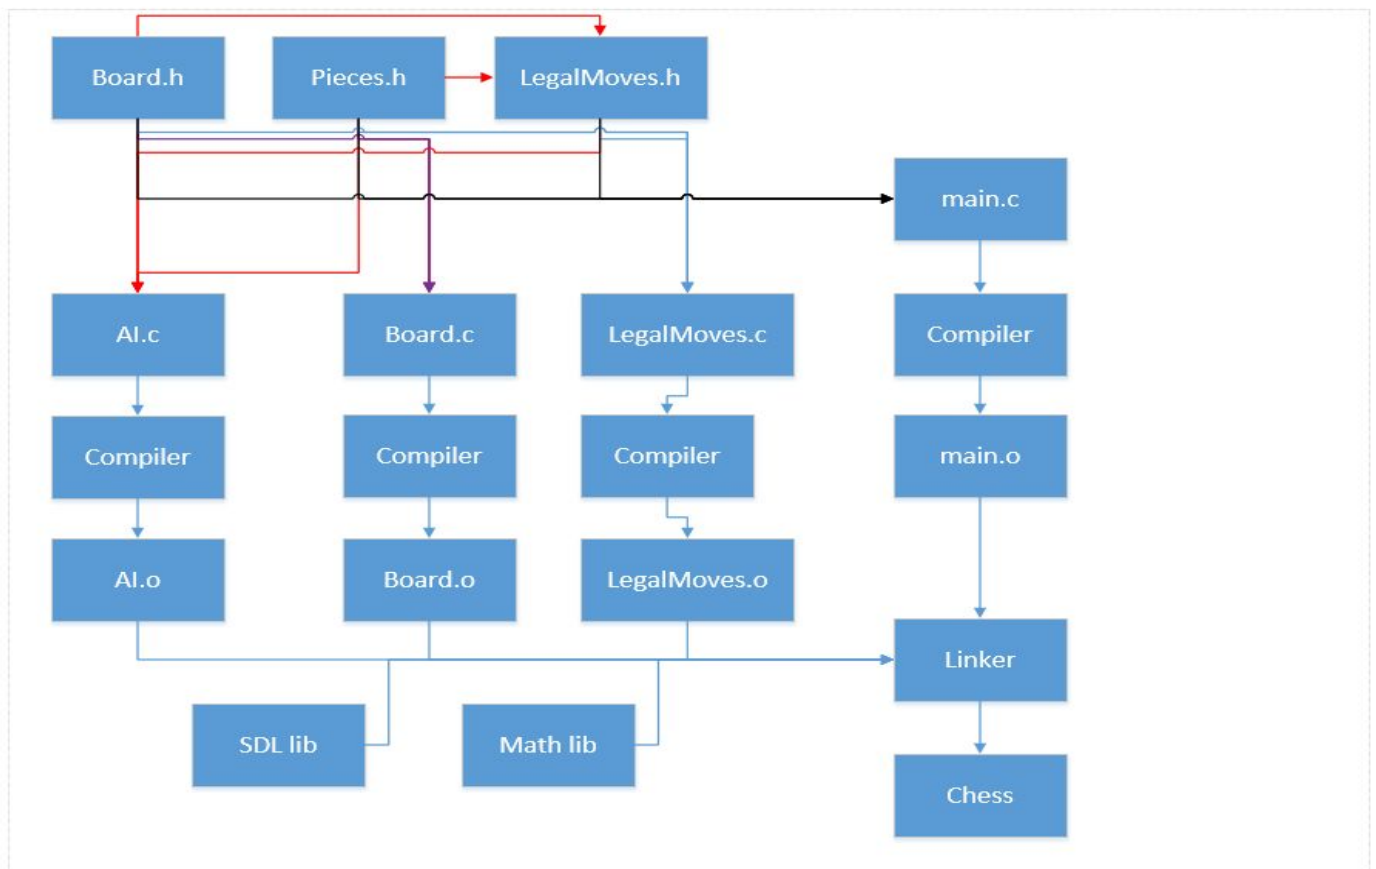 Board.h
Pieces.h
LegalMoves.h
main.c
AI.c
Board.c
LegalMoves.c
Compiler
Compiler
Compiler
Compiler
main.o
AI.o
Board.o
LegalMoves.o
Linker
SDL lib
Math lib
Chess